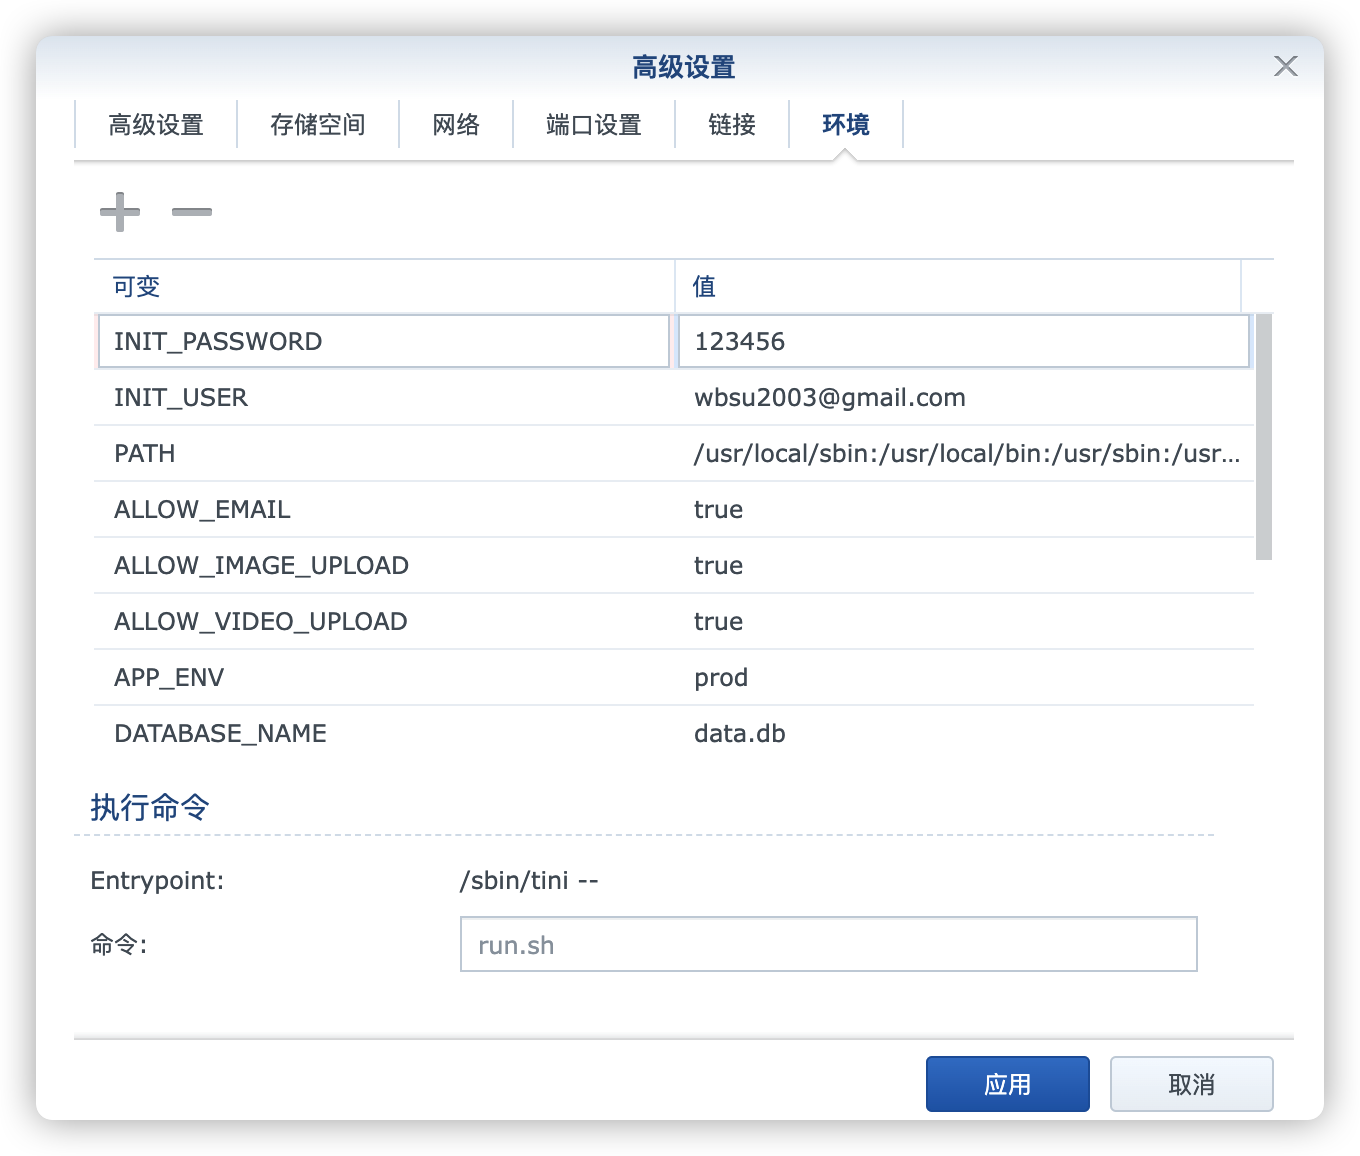 高级设置
高级设置 存储空间 网络 端口设置 链接 环境
可变 值
INIT_PASSWORD 123456
INIT_USER wbsu2003@gmail.com
PATH /usr/local/sbin:/usr/local/bin:/usr/sbin:/usr...
ALLOW_EMAIL true
ALLOW_IMAGE_UPLOAD true
ALLOW_VIDEO_UPLOAD true
APP_ENV prod
DATABASE_NAME data.db
执行命令
Entrypoint: /sbin/tini --
命令: run.sh
应用 取消